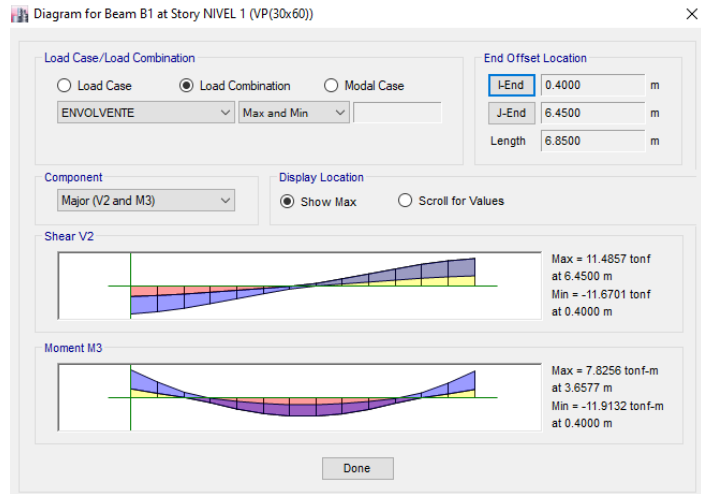 Diagram for Beam B1 at Story NIVEL 1 (VP(30x60))
Load Case/Load Combination
Load Case
Load Combination
Modal Case
ENVOLVENTE
Max and Min
End Offset Location
I-End
0.4000
m
J-End
6.4500
m
Length
6.8500
m
Component
Major (V2 and M3)
Display Location
Show Max
Scroll for Values
Shear V2
Max = 11.4857 tonf
at 6.4500 m
Min = -11.6701 tonf
at 0.4000 m
Moment M3
Max = 7.8256 tonf-m
at 3.6577 m
Min = -11.9132 tonf-m
at 0.4000 m
Done